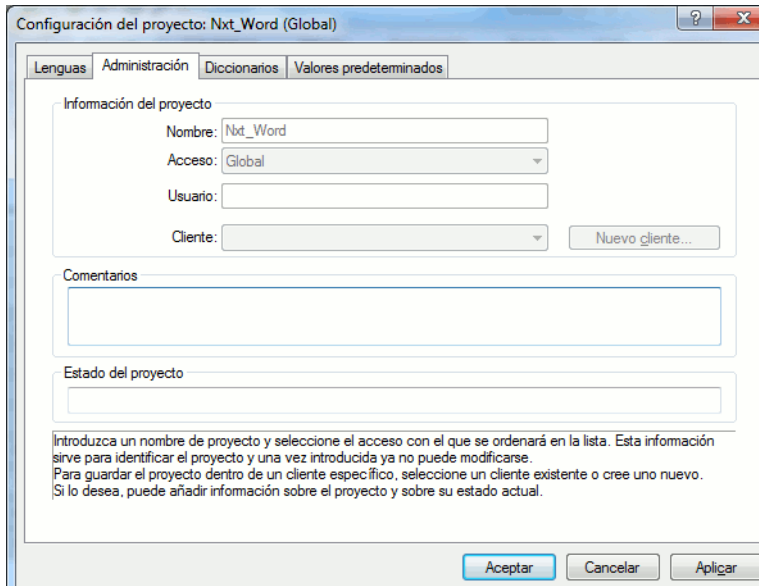 Configuración del proyecto: Nxt_Word (Global)
Lenguas Administración Diccionarios Valores predeterminados
Información del proyecto
Nombre: Nxt_Word
Acceso: Global
Usuario:
Cliente: Nuevo cliente...
Comentarios
Estado del proyecto
Introduzca un nombre de proyecto y seleccione el acceso con el que se ordenará en la lista. Esta información
sirve para identificar el proyecto y una vez introducida ya no puede modificarse.
Para guardar el proyecto dentro de un cliente específico, seleccione un cliente existente o cree uno nuevo.
Si lo desea, puede añadir información sobre el proyecto y sobre su estado actual.
Aceptar Cancelar Aplicar